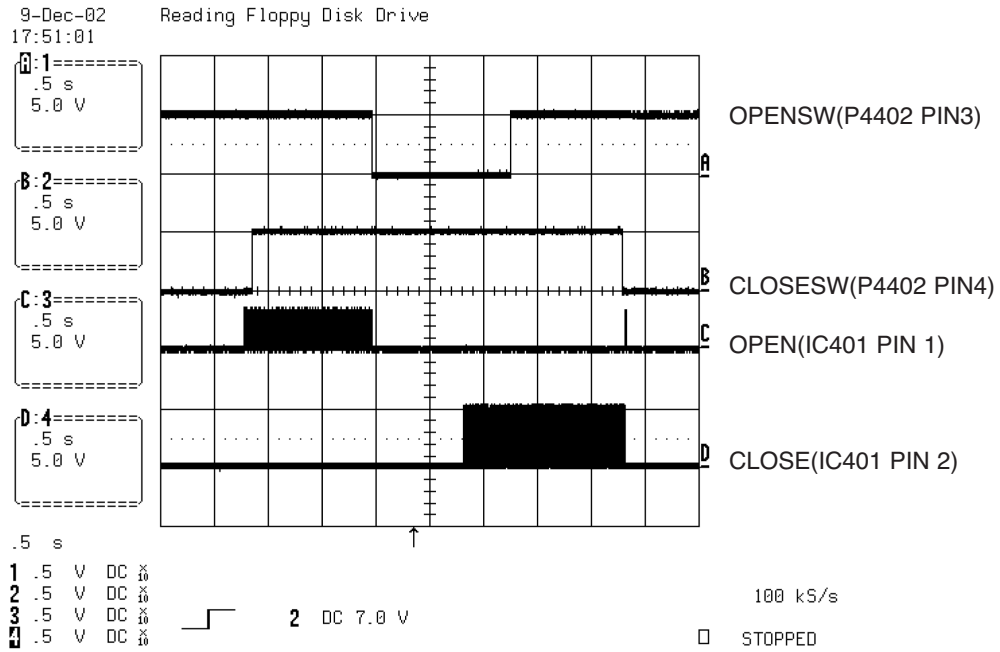 9-Dec-02 Reading Floppy Disk Drive
17:51:01
A:1
.5 s
5.0 V
OPENSW(P4402 PIN3)
A
B:2
.5 s
5.0 V
B
CLOSESW(P4402 PIN4)
C:3
.5 s
5.0 V
C
OPEN(IC401 PIN 1)
D:4
.5 s
5.0 V
D
CLOSE(IC401 PIN 2)
.5 s
1 .5 V DC X10
2 .5 V DC X10
3 .5 V DC X10
4 .5 V DC X10
2 DC 7.0 V
100 kS/s
STOPPED